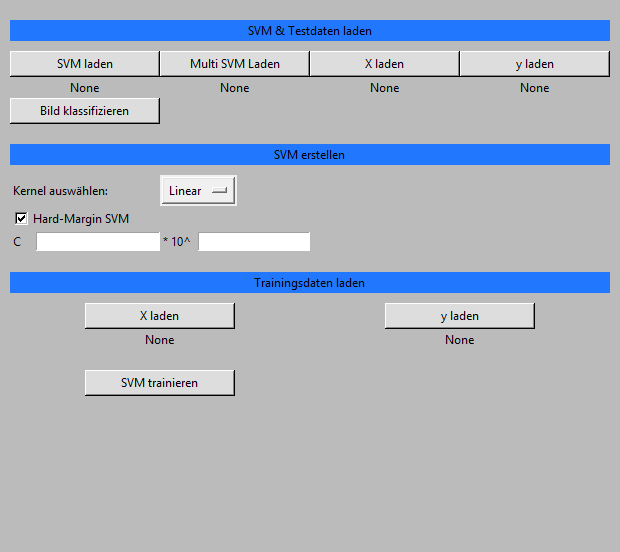 SVM & Testdaten laden
SVM laden Multi SVM Laden X laden y laden
None None None None
Bild klassifizieren
SVM erstellen
Kernel auswählen: Linear
Hard-Margin SVM
C * 10^
Trainingsdaten laden
X laden y laden
None None
SVM trainieren